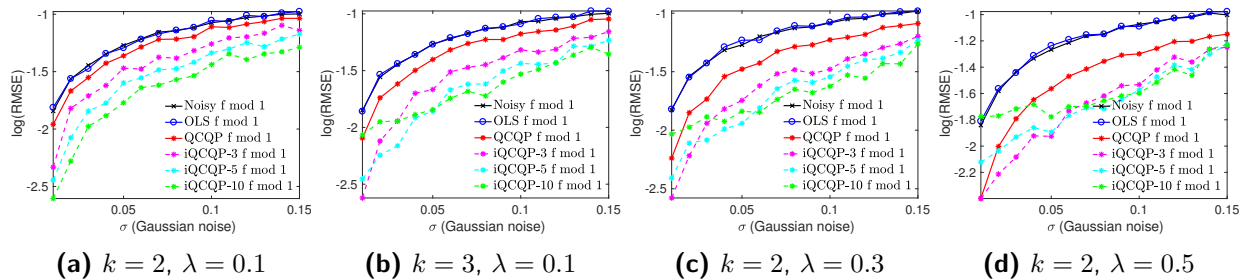 -1
-1.5
-2
-2.5
log(RMSE)
Noisy f mod 1
OLS f mod 1
QCQP f mod 1
iQCQP-3 f mod 1
iQCQP-5 f mod 1
iQCQP-10 f mod 1
0.05
0.1
0.15
σ (Gaussian noise)
(a) k = 2, λ = 0.1
-1
-1.5
-2
-2.5
log(RMSE)
Noisy f mod 1
OLS f mod 1
QCQP f mod 1
iQCQP-3 f mod 1
iQCQP-5 f mod 1
iQCQP-10 f mod 1
0.05
0.1
0.15
σ (Gaussian noise)
(b) k = 3, λ = 0.1
-1
-1.5
-2
-2.5
log(RMSE)
Noisy f mod 1
OLS f mod 1
QCQP f mod 1
iQCQP-3 f mod 1
iQCQP-5 f mod 1
iQCQP-10 f mod 1
0.05
0.1
0.15
σ (Gaussian noise)
(c) k = 2, λ = 0.3
-1
-1.2
-1.4
-1.6
-1.8
-2
-2.2
log(RMSE)
Noisy f mod 1
OLS f mod 1
QCQP f mod 1
iQCQP-3 f mod 1
iQCQP-5 f mod 1
iQCQP-10 f mod 1
0.05
0.1
0.15
σ (Gaussian noise)
(d) k = 2, λ = 0.5